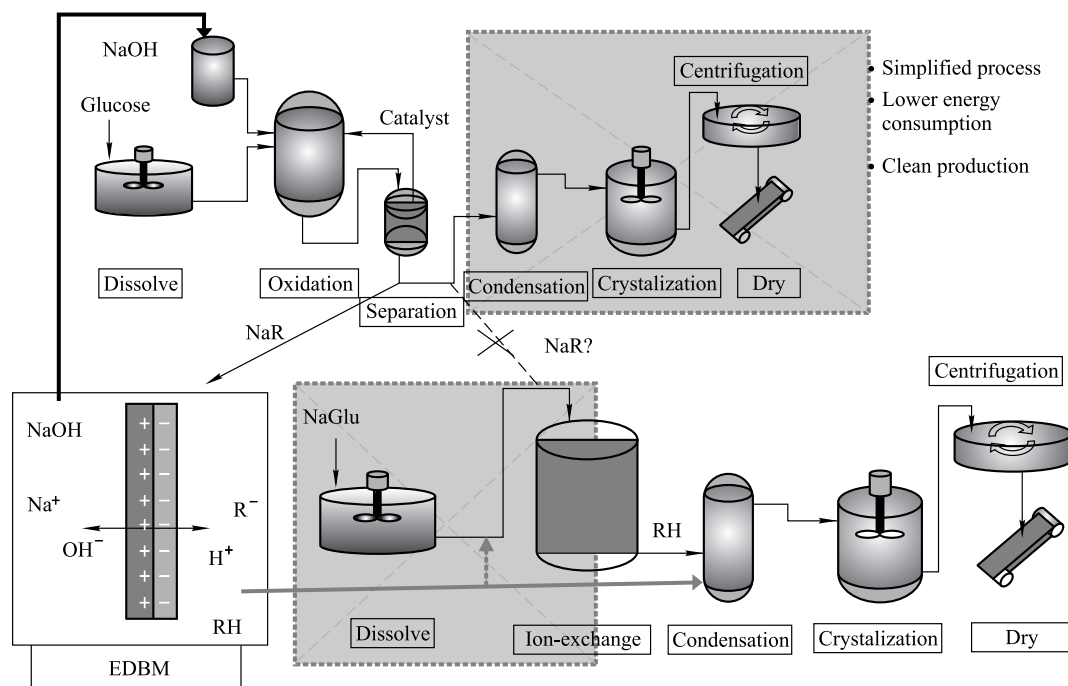 NaOH
Glucose
Catalyst
Centrifugation
• Simplified process
• Lower energy
consumption
• Clean production
Dissolve
Oxidation
Separation
Condensation
Crystalization
Dry
NaR
NaR?
NaOH
Na⁺
OH⁻
R⁻
H⁺
RH
EDBM
+ −
+ −
+ −
+ −
+ −
+ −
+ −
+ −
NaGlu
Dissolve
Ion-exchange
RH
Condensation
Crystalization
Centrifugation
Dry